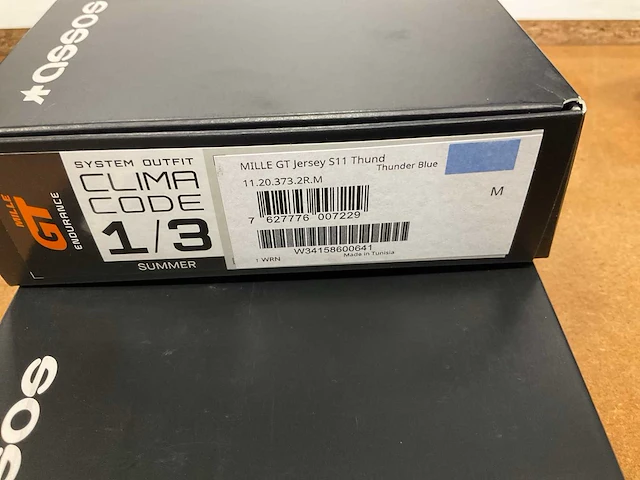 assos
MILLE
GT
ENDURANCE
SYSTEM OUTFIT
CLIMA
CODE
1/3
SUMMER
MILLE GT Jersey S11 Thund
Thunder Blue
11.20.373.2R.M
M
7 627776 007229
W34158600641
1 WRN
Made in Tunisia
sos